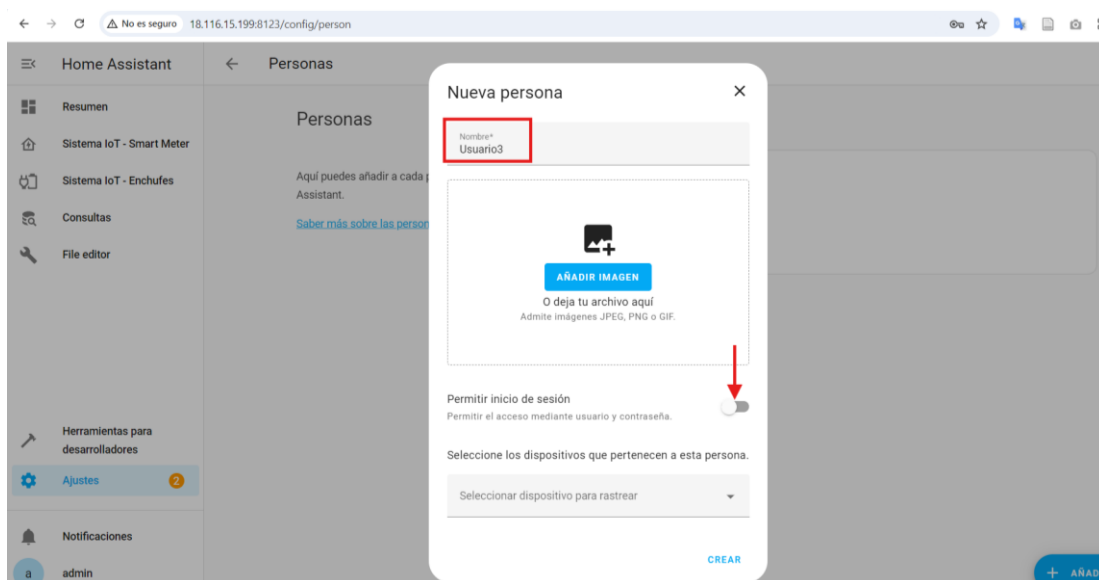 No es seguro 18.116.15.199:8123/config/person
Home Assistant
Personas
Resumen
Sistema IoT - Smart Meter
Sistema IoT - Enchufes
Consultas
File editor
Herramientas para
desarrolladores
Ajustes 2
Notificaciones
a admin
Personas
Aquí puedes añadir a cada
Assistant.
Saber más sobre las person
Nueva persona
Nombre*
Usuario3
AÑADIR IMAGEN
O deja tu archivo aquí
Admite imágenes JPEG, PNG o GIF.
Permitir inicio de sesión
Permitir el acceso mediante usuario y contraseña.
Seleccione los dispositivos que pertenecen a esta persona.
Seleccionar dispositivo para rastrear
CREAR
+ AÑAD